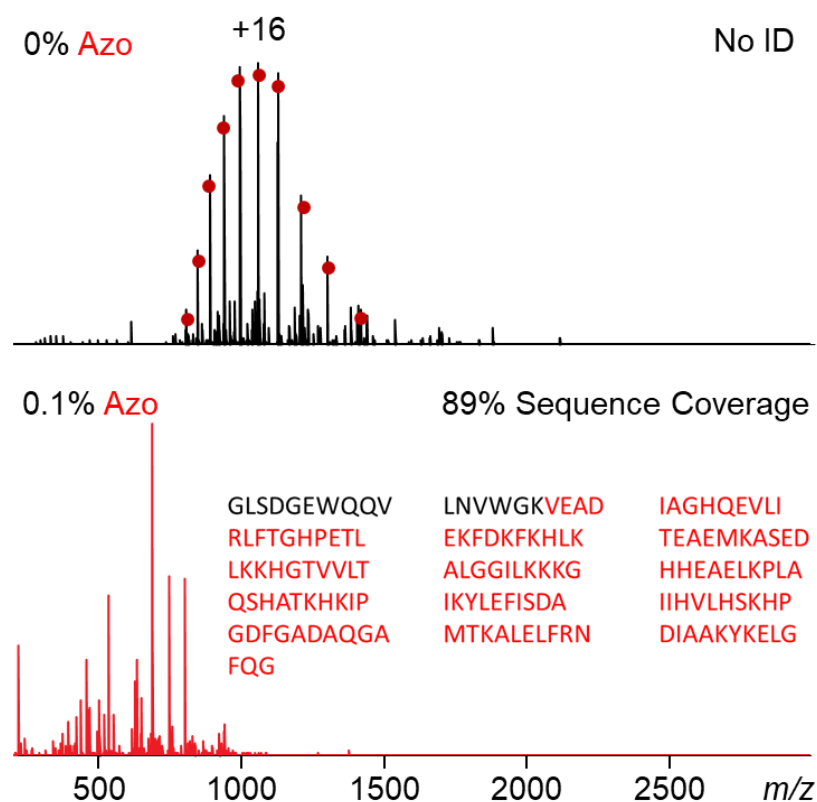 +16
0% Azo No ID
0.1% Azo 89% Sequence Coverage
GLSDGEWQQV LNVWGKVEAD IAGHQEVLI
RLFTGHPETL EKFDKFKHLK TEAEMKASED
LKKHGTVVLT ALGGILKKKG HHEAELKPLA
QSHATKHKIP IKYLEFISDA IIHVLHSKHP
GDFGADAQGA MTKALELFRN DIAAKYKELG
FQG
500 1000 1500 2000 2500 m/z